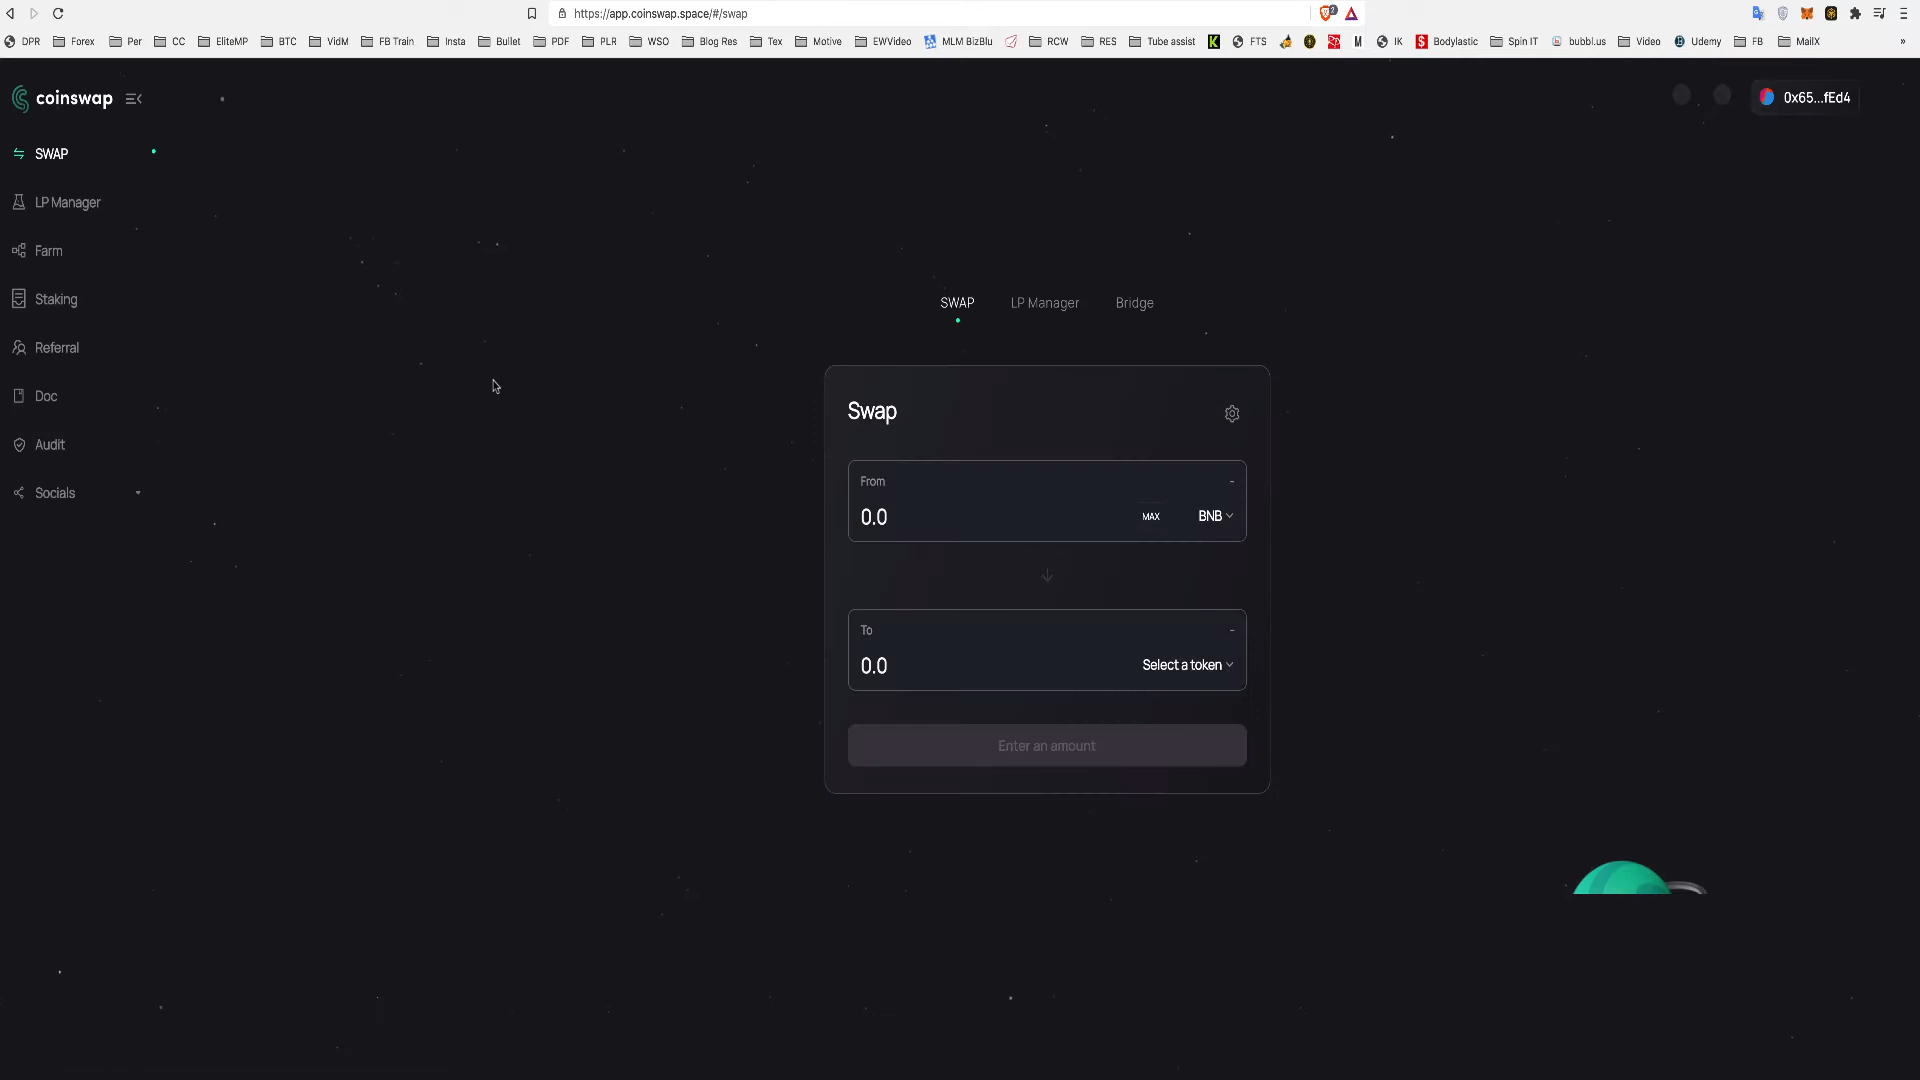 https://app.coinswap.space/#/swap
2
DPR Forex Per CC EliteMP BTC VidM FB Train Insta Bullet PDF PLR WSO Blog Res Tex Motive EWVideo MLM BizBlu RCW RES Tube assist FTS M IK Bodylastic Spin IT bubbl.us Video Udemy FB MailX »
coinswap
0x65...fEd4
SWAP
LP Manager
Farm
Staking
Referral
Doc
Audit
Socials
SWAP LP Manager Bridge
Swap
From -
0.0 MAX BNB
To -
0.0 Select a token
Enter an amount